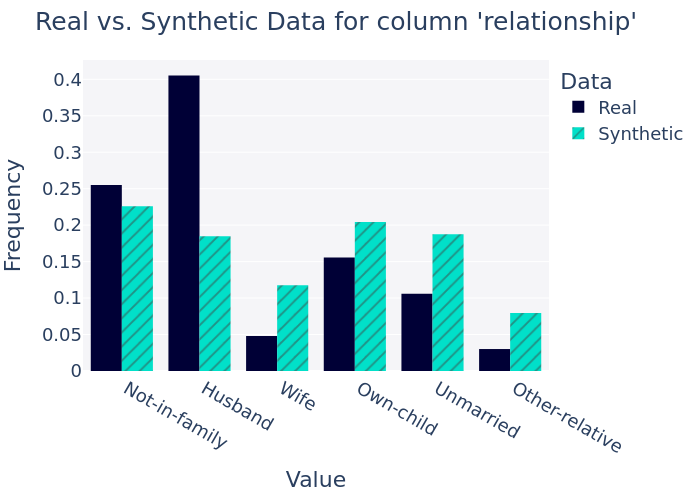 Real vs. Synthetic Data for column 'relationship'
Data
Real
Synthetic
Frequency
0.4
0.35
0.3
0.25
0.2
0.15
0.1
0.05
0
Not-in-family
Husband
Wife
Own-child
Unmarried
Other-relative
Value